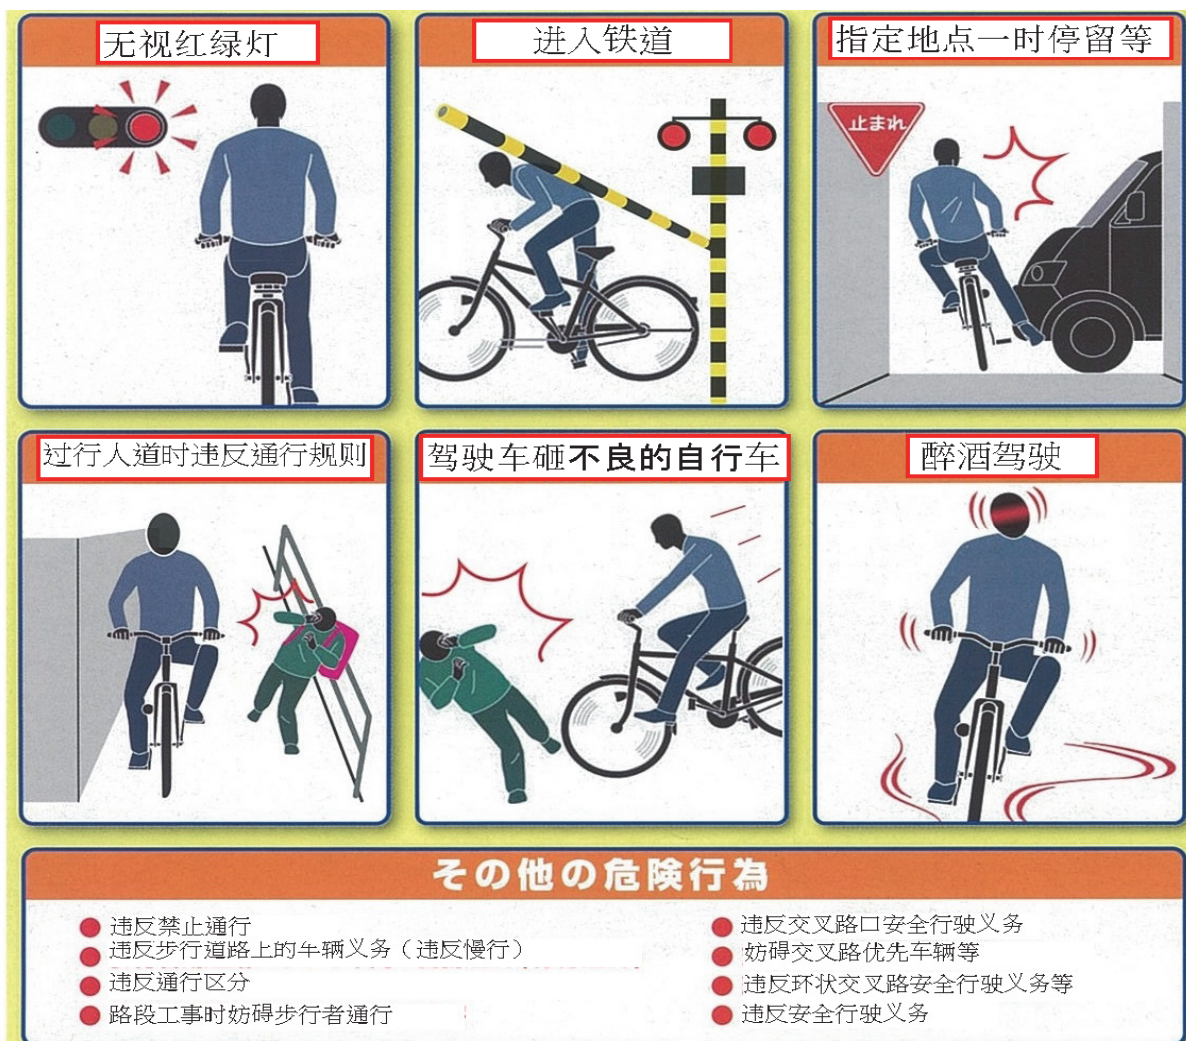 无视红绿灯
进入铁道
指定地点一时停留等
止まれ
过行人道时违反通行规则
驾驶车砸不良的自行车
醉酒驾驶
その他の危険行為
违反禁止通行
违反步行道路上的车辆义务（违反慢行）
违反通行区分
路段工事时妨碍步行者通行
违反交叉路口安全行驶义务
妨碍交叉路优先车辆等
违反环状交叉路安全行驶义务等
违反安全行驶义务